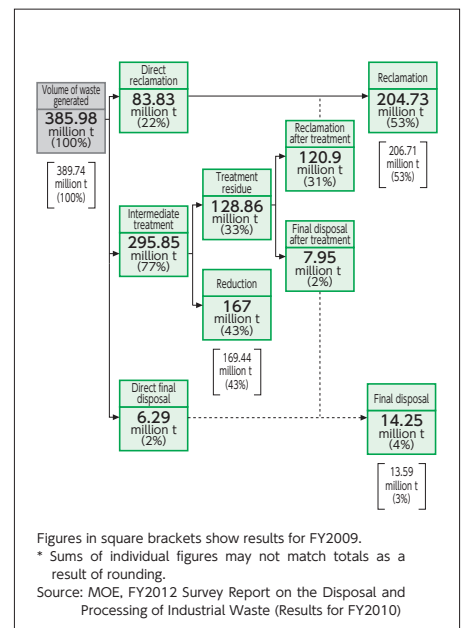 Volume of waste
generated
385.98
million t
(100%)
389.74
million t
(100%)
Direct
reclamation
83.83
million t
(22%)
Intermediate
treatment
295.85
million t
(77%)
Direct final
disposal
6.29
million t
(2%)
Treatment
residue
128.86
million t
(33%)
Reduction
167
million t
(43%)
169.44
million t
(43%)
Reclamation
after treatment
120.9
million t
(31%)
Final disposal
after treatment
7.95
million t
(2%)
Reclamation
204.73
million t
(53%)
206.71
million t
(53%)
Final disposal
14.25
million t
(4%)
13.59
million t
(3%)
Figures in square brackets show results for FY2009.
* Sums of individual figures may not match totals as a
result of rounding.
Source: MOE, FY2012 Survey Report on the Disposal and
Processing of Industrial Waste (Results for FY2010)